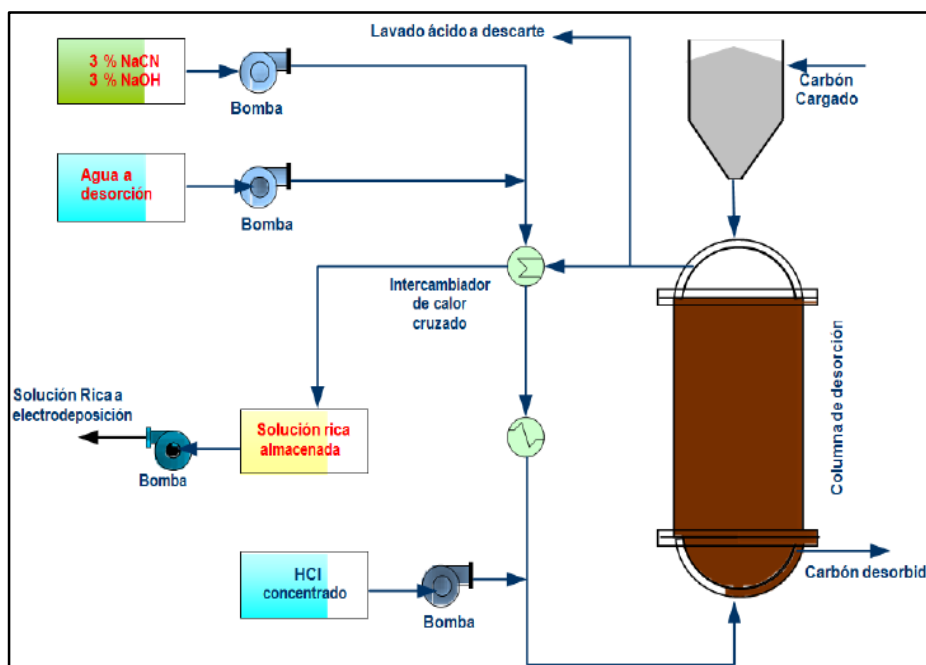 Lavado ácido a descarte
3 % NaCN
3 % NaOH
Bomba
Carbón
Cargado
Agua a
desorción
Bomba
Intercambiador
de calor
cruzado
Columna de desorción
Solución Rica a
electrodeposición
Solución rica
almacenada
Bomba
HCl
concentrado
Bomba
Carbón desorbid